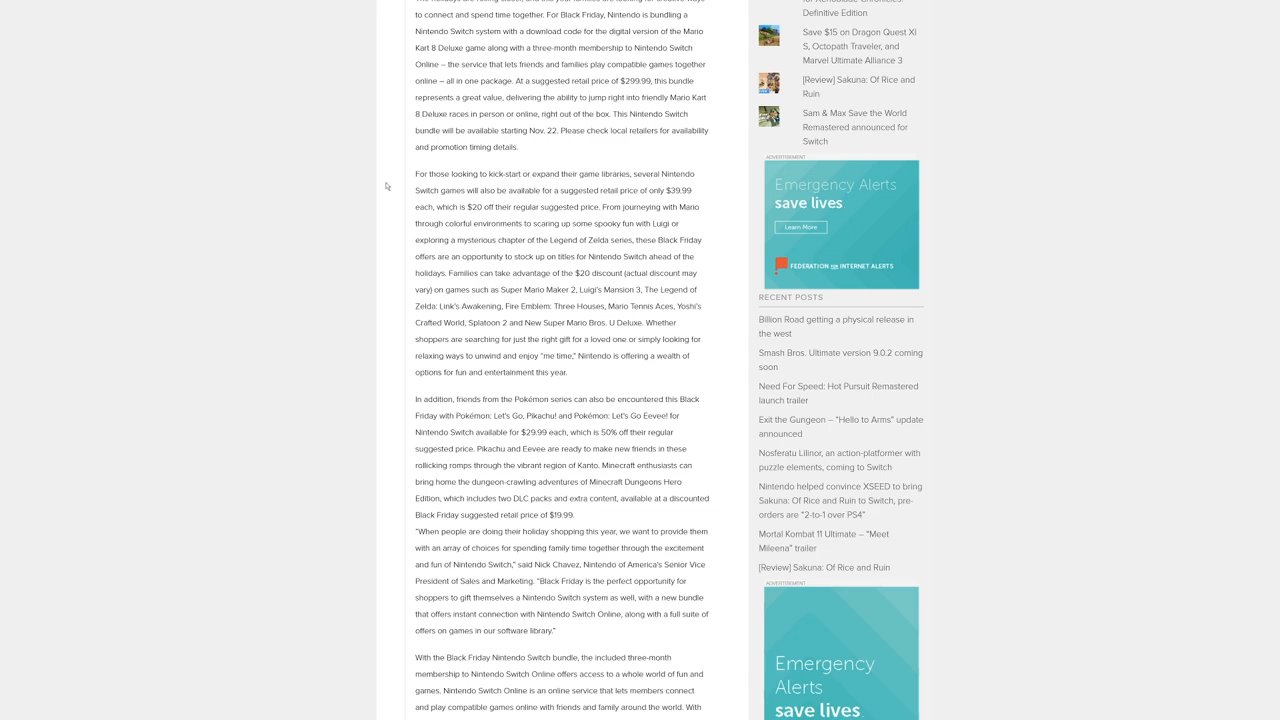 to connect and spend time together. For Black Friday, Nintendo is bundling a
Nintendo Switch system with a download code for the digital version of the Mario
Kart 8 Deluxe game along with a three-month membership to Nintendo Switch
Online – the service that lets friends and families play compatible games together
online – all in one package. At a suggested retail price of $299.99, this bundle
represents a great value, delivering the ability to jump right into friendly Mario Kart
8 Deluxe races in person or online, right out of the box. This Nintendo Switch
bundle will be available starting Nov. 22. Please check local retailers for availability
and promotion timing details.
For those looking to kick-start or expand their game libraries, several Nintendo
Switch games will also be available for a suggested retail price of only $39.99
each, which is $20 off their regular suggested price. From journeying with Mario
through colorful environments to scaring up some spooky fun with Luigi or
exploring a mysterious chapter of the Legend of Zelda series, these Black Friday
offers are an opportunity to stock up on titles for Nintendo Switch ahead of the
holidays. Families can take advantage of the $20 discount (actual discount may
vary) on games such as Super Mario Maker 2, Luigi's Mansion 3, The Legend of
Zelda: Link's Awakening, Fire Emblem: Three Houses, Mario Tennis Aces, Yoshi's
Crafted World, Splatoon 2 and New Super Mario Bros. U Deluxe. Whether
shoppers are searching for just the right gift for a loved one or simply looking for
relaxing ways to unwind and enjoy “me time,” Nintendo is offering a wealth of
options for fun and entertainment this year.
In addition, friends from the Pokémon series can also be encountered this Black
Friday with Pokémon: Let's Go, Pikachu! and Pokémon: Let's Go Eevee! for
Nintendo Switch available for $29.99 each, which is 50% off their regular
suggested price. Pikachu and Eevee are ready to make new friends in these
rollicking romps through the vibrant region of Kanto. Minecraft enthusiasts can
bring home the dungeon-crawling adventures of Minecraft Dungeons Hero
Edition, which includes two DLC packs and extra content, available at a discounted
Black Friday suggested retail price of $19.99.
“When people are doing their holiday shopping this year, we want to provide them
with an array of choices for spending family time together through the excitement
and fun of Nintendo Switch,” said Nick Chavez, Nintendo of America's Senior Vice
President of Sales and Marketing. “Black Friday is the perfect opportunity for
shoppers to gift themselves a Nintendo Switch system as well, with a new bundle
that offers instant connection with Nintendo Switch Online, along with a full suite of
offers on games in our software library.”
With the Black Friday Nintendo Switch bundle, the included three-month
membership to Nintendo Switch Online offers access to a whole world of fun and
games. Nintendo Switch Online is an online service that lets members connect
and play compatible games online with friends and family around the world. With
Definitive Edition
Save $15 on Dragon Quest XI
S, Octopath Traveler, and
Marvel Ultimate Alliance 3
[Review] Sakuna: Of Rice and
Ruin
Sam & Max Save the World
Remastered announced for
Switch
ADVERTISEMENT
Emergency Alerts
save lives
Learn More
FEDERATION FOR INTERNET ALERTS
RECENT POSTS
Billion Road getting a physical release in
the west
Smash Bros. Ultimate version 9.0.2 coming
soon
Need For Speed: Hot Pursuit Remastered
launch trailer
Exit the Gungeon – “Hello to Arms” update
announced
Nosferatu Lilinor, an action-platformer with
puzzle elements, coming to Switch
Nintendo helped convince XSEED to bring
Sakuna: Of Rice and Ruin to Switch, pre-
orders are “2-to-1 over PS4”
Mortal Kombat 11 Ultimate – “Meet
Mileena” trailer
[Review] Sakuna: Of Rice and Ruin
ADVERTISEMENT
Emergency
Alerts
save lives